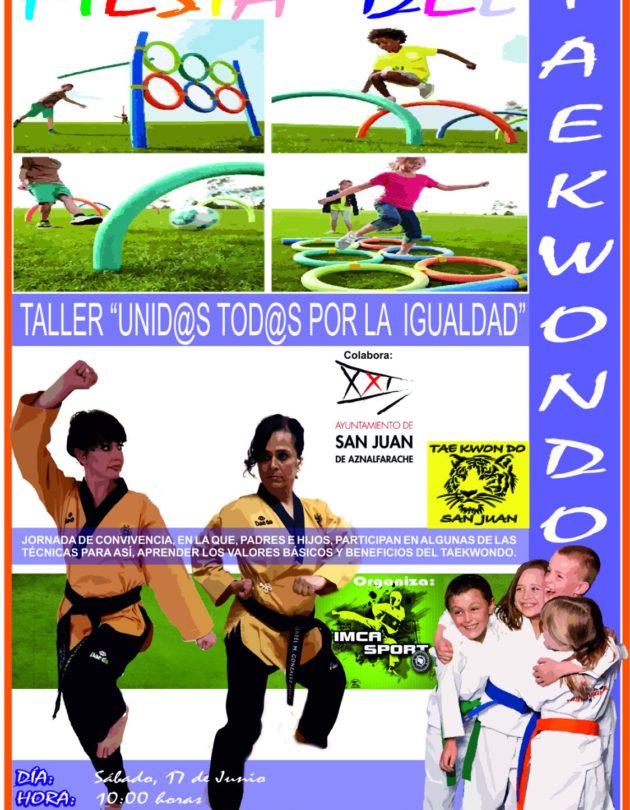 FIESTA DEL
TAEKWONDO
TALLER “UNID@S TOD@S POR LA IGUALDAD”
Colabora:
XXI
AYUNTAMIENTO DE
SAN JUAN
DE AZNALFARACHE
TAE KWON DO
SAN JUAN
JORNADA DE CONVIVENCIA, EN LA QUE, PADRES E HIJOS, PARTICIPAN EN ALGUNAS DE LAS
TÉCNICAS PARA ASÍ, APRENDER LOS VALORES BÁSICOS Y BENEFICIOS DEL TAEKWONDO.
Organiza:
IMCA
SPORT
DÍA: Sábado, 17 de Junio
HORA: 10:00 horas